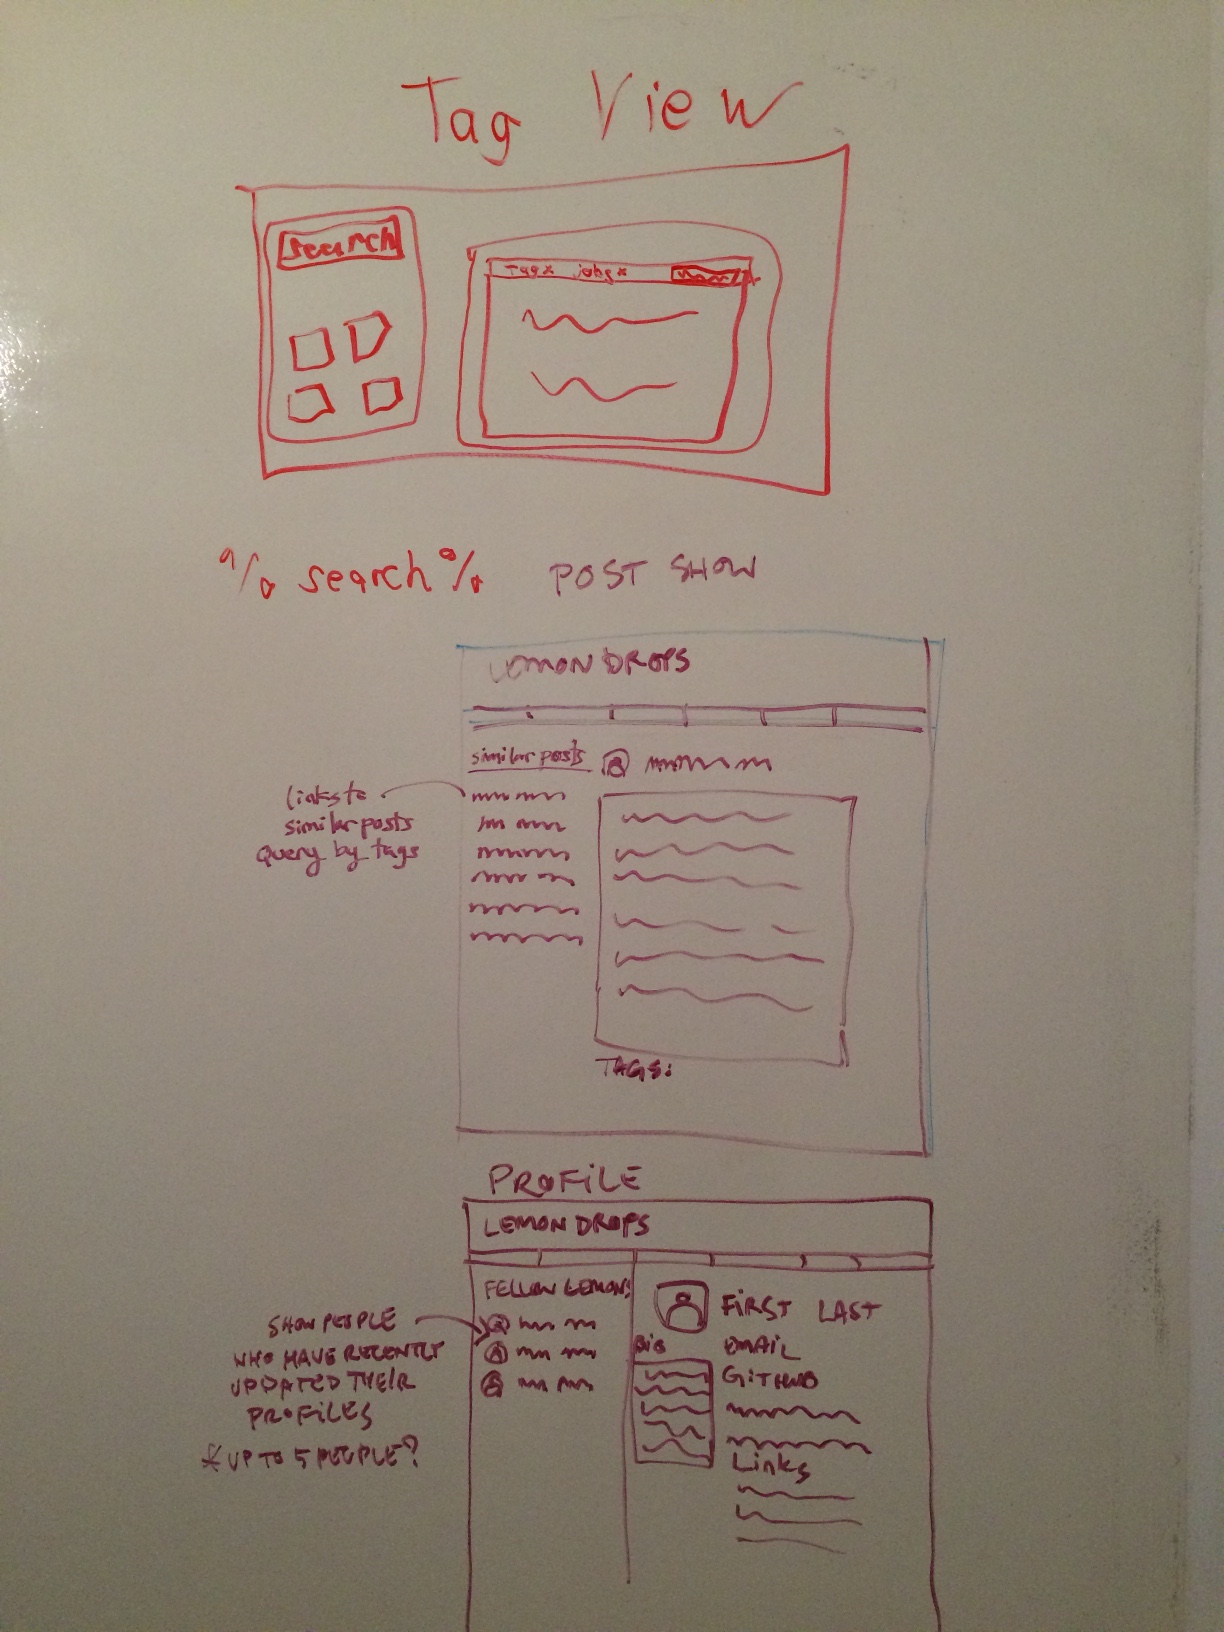 Tag View
Search
Tag x jobs x
% search %
POST SHOW
LEMON DROPS
similar posts
links to
similar posts
query by tags
TAGS:
PROFILE
LEMON DROPS
FELLOW LEMONS
SHOW PEOPLE
WHO HAVE RECENTLY
UPDATED THEIR
PROFILES
* UP TO 5 PEOPLE?
FIRST LAST
BIO
EMAIL
GITHUB
Links